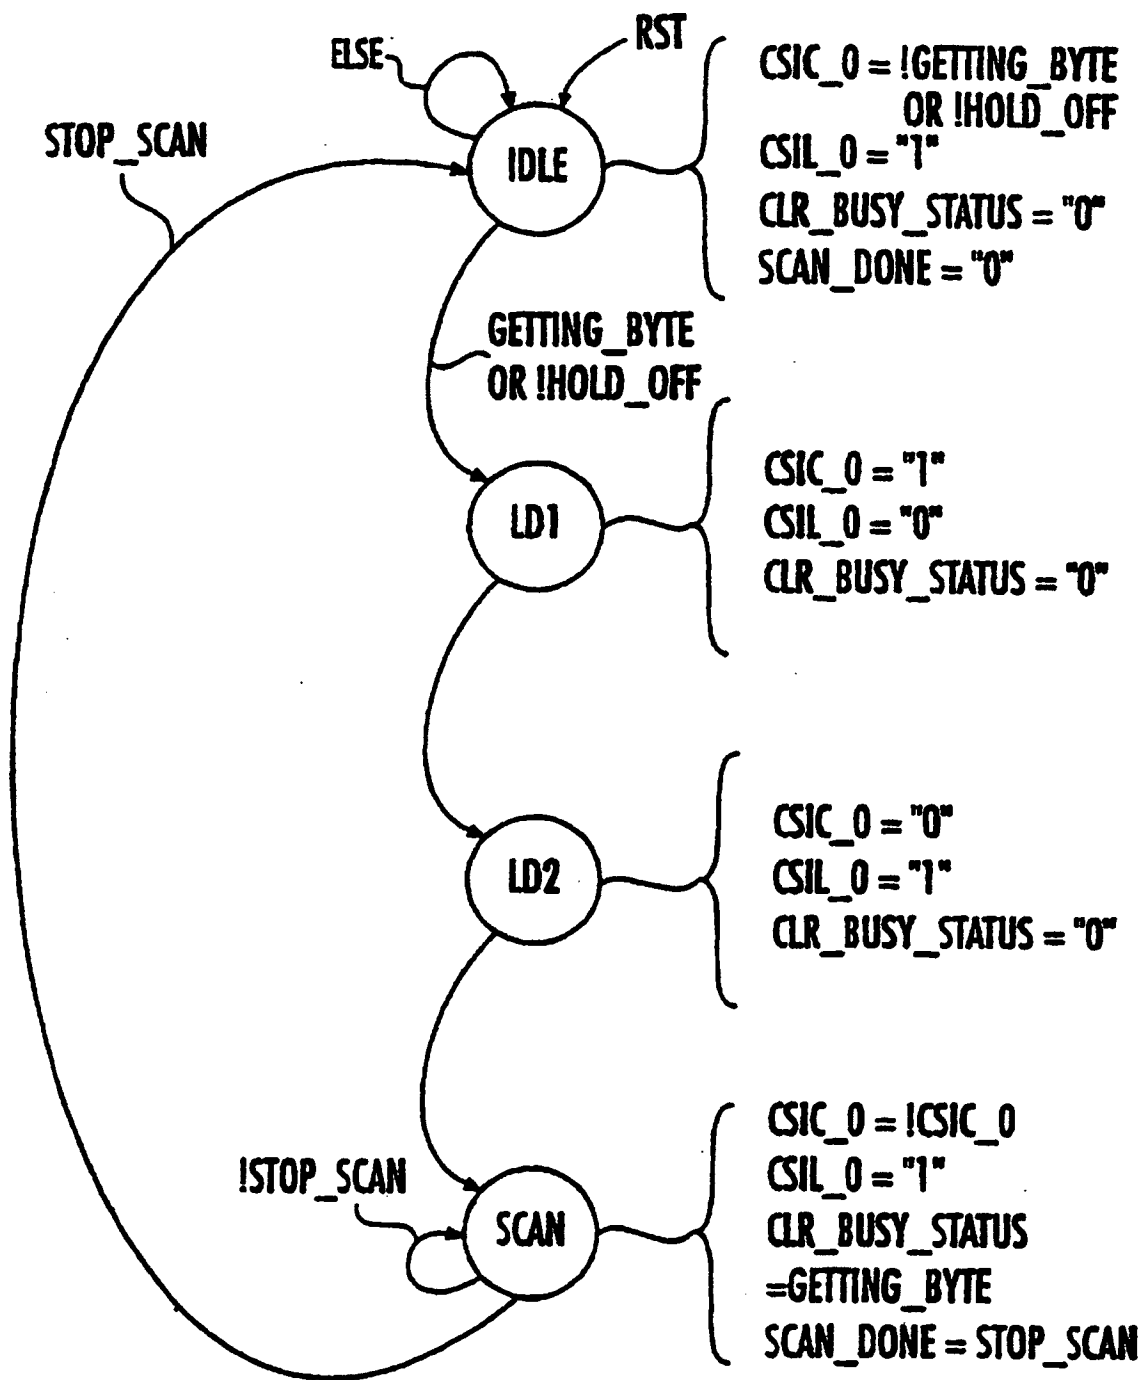 ELSE
RST
STOP_SCAN
IDLE
CSIC_0 = !GETTING_BYTE
OR !HOLD_OFF
CSIL_0 = "1"
CLR_BUSY_STATUS = "0"
SCAN_DONE = "0"
GETTING_BYTE
OR !HOLD_OFF
LD1
CSIC_0 = "1"
CSIL_0 = "0"
CLR_BUSY_STATUS = "0"
LD2
CSIC_0 = "0"
CSIL_0 = "1"
CLR_BUSY_STATUS = "0"
!STOP_SCAN
SCAN
CSIC_0 = !CSIC_0
CSIL_0 = "1"
CLR_BUSY_STATUS
=GETTING_BYTE
SCAN_DONE = STOP_SCAN